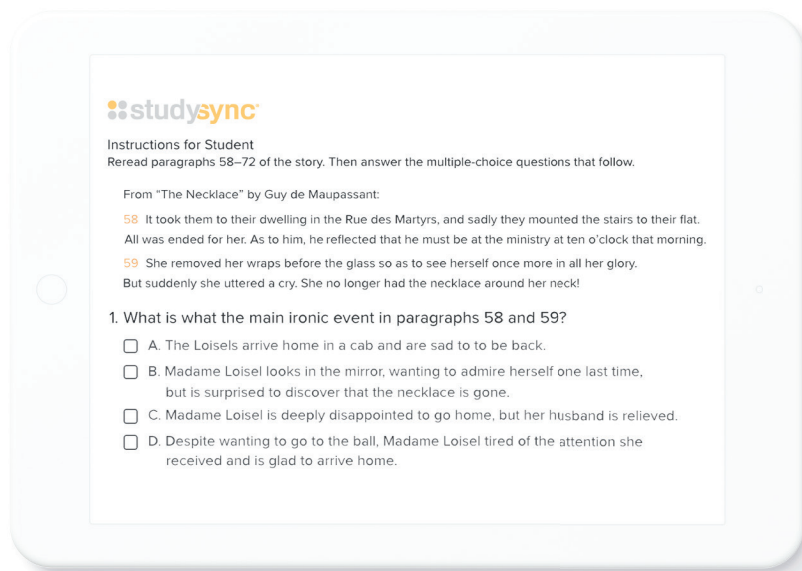 studysync
Instructions for Student
Reread paragraphs 58–72 of the story. Then answer the multiple-choice questions that follow.
From “The Necklace” by Guy de Maupassant:
58 It took them to their dwelling in the Rue des Martyrs, and sadly they mounted the stairs to their flat.
All was ended for her. As to him, he reflected that he must be at the ministry at ten o’clock that morning.
59 She removed her wraps before the glass so as to see herself once more in all her glory.
But suddenly she uttered a cry. She no longer had the necklace around her neck!
1. What is what the main ironic event in paragraphs 58 and 59?
A. The Loisels arrive home in a cab and are sad to to be back.
B. Madame Loisel looks in the mirror, wanting to admire herself one last time,
but is surprised to discover that the necklace is gone.
C. Madame Loisel is deeply disappointed to go home, but her husband is relieved.
D. Despite wanting to go to the ball, Madame Loisel tired of the attention she
received and is glad to arrive home.